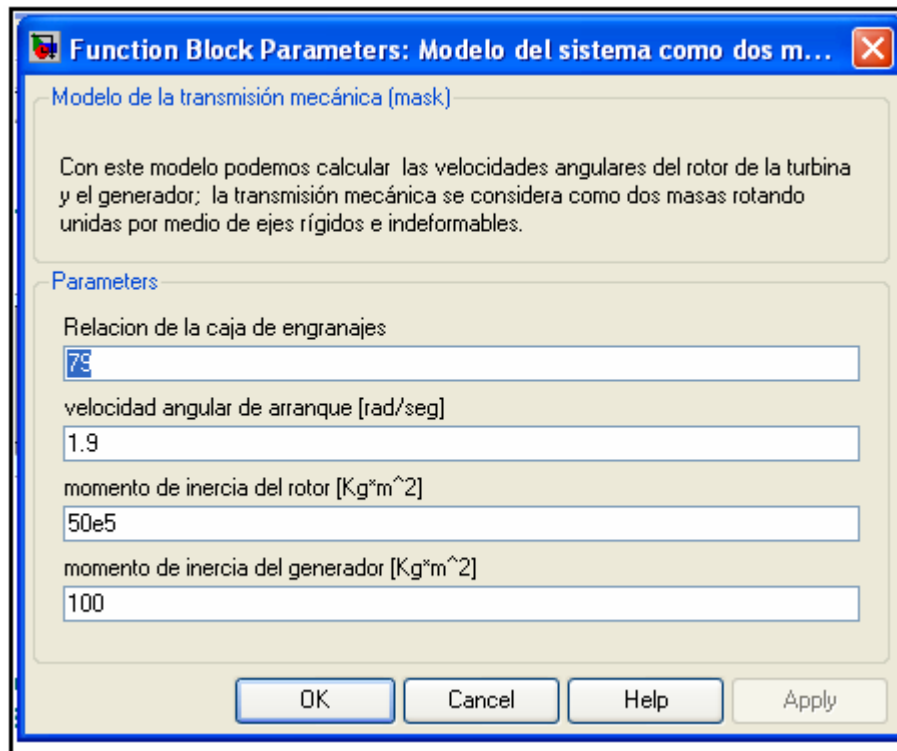 Function Block Parameters: Modelo del sistema como dos m...
Modelo de la transmisión mecánica (mask)
Con este modelo podemos calcular las velocidades angulares del rotor de la turbina
y el generador; la transmisión mecánica se considera como dos masas rotando
unidas por medio de ejes rígidos e indeformables.
Parameters
Relacion de la caja de engranajes
79
velocidad angular de arranque [rad/seg]
1.9
momento de inercia del rotor [Kg*m^2]
50e5
momento de inercia del generador [Kg*m^2]
100
OK Cancel Help Apply